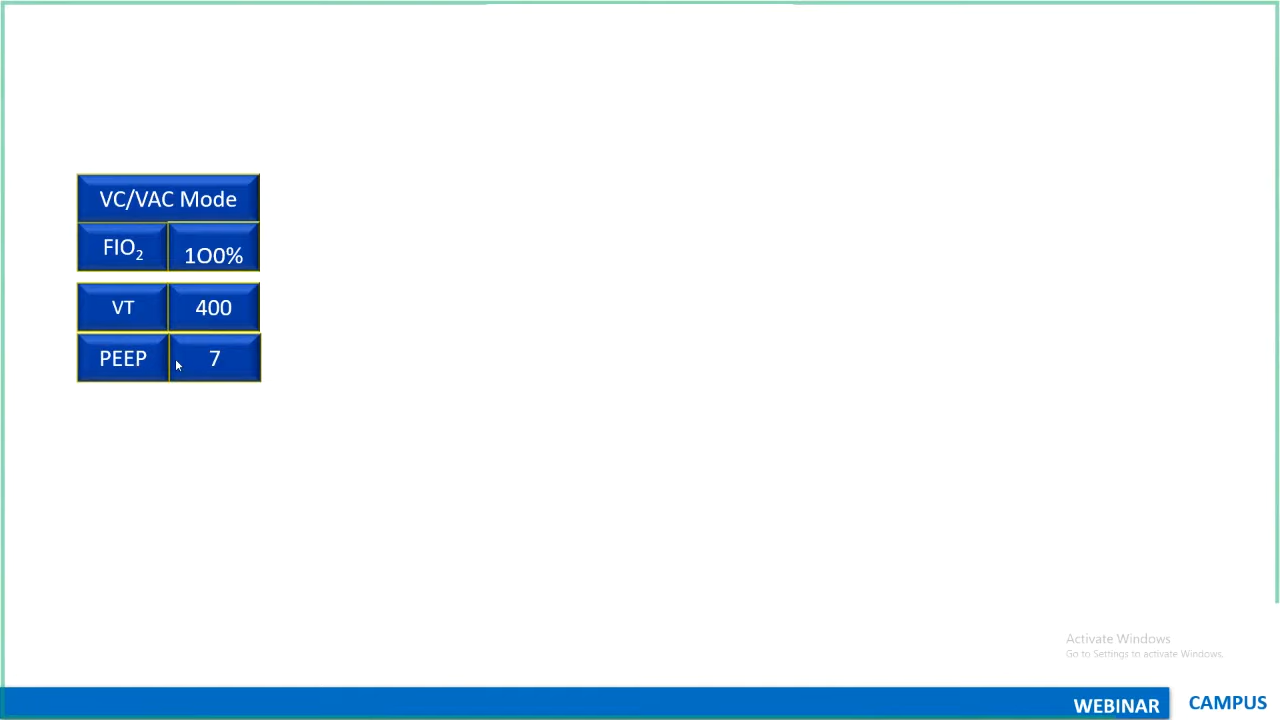 VC/VAC Mode
FIO₂ 1O0%
VT 400
PEEP 7
Activate Windows
Go to Settings to activate Windows.
WEBINAR CAMPUS